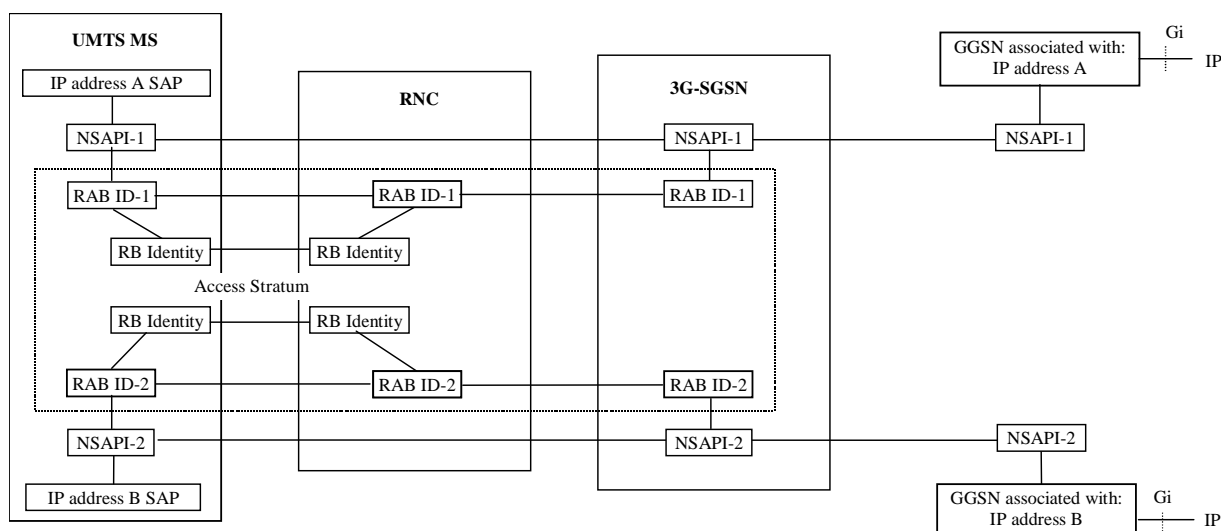 UMTS MS
IP address A SAP
NSAPI-1
RAB ID-1
RB Identity
RNC
RAB ID-1
RB Identity
3G-SGSN
NSAPI-1
RAB ID-1
GGSN associated with:
IP address A
Gi
IP
NSAPI-1
Access Stratum
RB Identity
RAB ID-2
NSAPI-2
IP address B SAP
RB Identity
RAB ID-2
RAB ID-2
NSAPI-2
NSAPI-2
GGSN associated with:
IP address B
Gi
IP